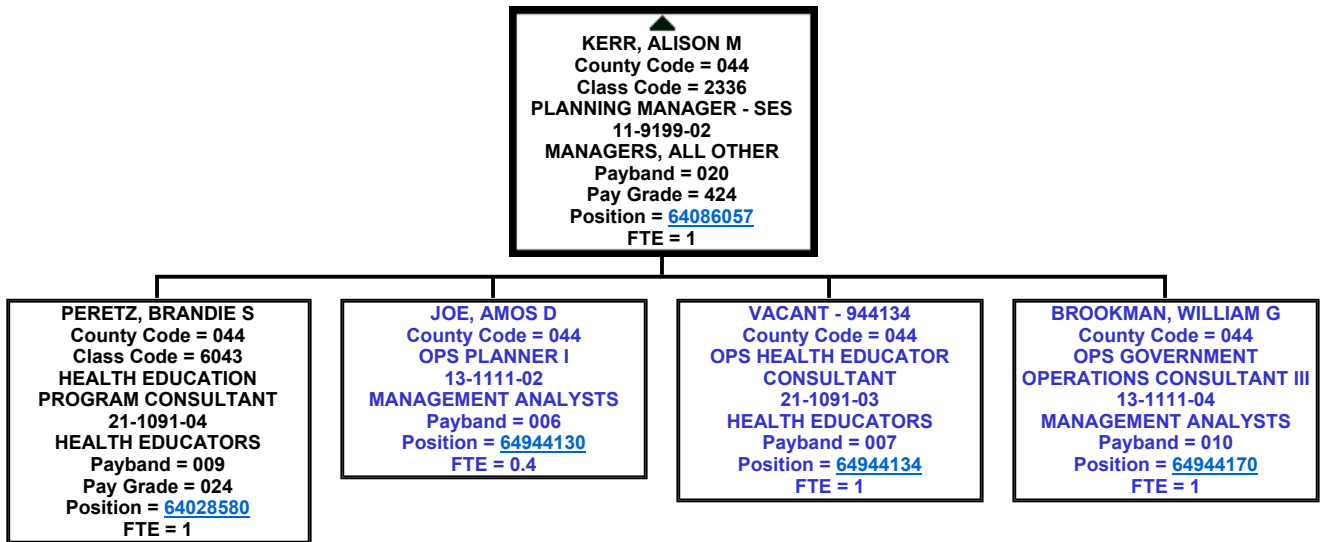 KERR, ALISON M
County Code = 044
Class Code = 2336
PLANNING MANAGER - SES
11-9199-02
MANAGERS, ALL OTHER
Payband = 020
Pay Grade = 424
Position = 64086057
FTE = 1
PERETZ, BRANDIE S
County Code = 044
Class Code = 6043
HEALTH EDUCATION
PROGRAM CONSULTANT
21-1091-04
HEALTH EDUCATORS
Payband = 009
Pay Grade = 024
Position = 64028580
FTE = 1
JOE, AMOS D
County Code = 044
OPS PLANNER I
13-1111-02
MANAGEMENT ANALYSTS
Payband = 006
Position = 64944130
FTE = 0.4
VACANT - 944134
County Code = 044
OPS HEALTH EDUCATOR
CONSULTANT
21-1091-03
HEALTH EDUCATORS
Payband = 007
Position = 64944134
FTE = 1
BROOKMAN, WILLIAM G
County Code = 044
OPS GOVERNMENT
OPERATIONS CONSULTANT III
13-1111-04
MANAGEMENT ANALYSTS
Payband = 010
Position = 64944170
FTE = 1